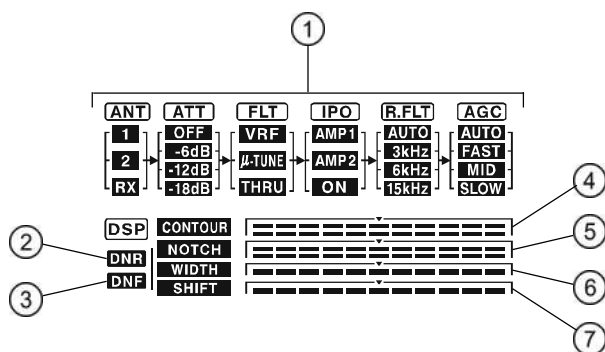 1
ANT ATT FLT IPO R.FLT AGC
1 OFF VRF AMP1 AUTO AUTO
-6dB 3kHz FAST
2 μ-TUNE AMP2
-12dB 6kHz MID
RX -18dB THRU ON 15kHz SLOW
4
DSP CONTOUR
5
2 DNR NOTCH
WIDTH
6
3 DNF SHIFT
7